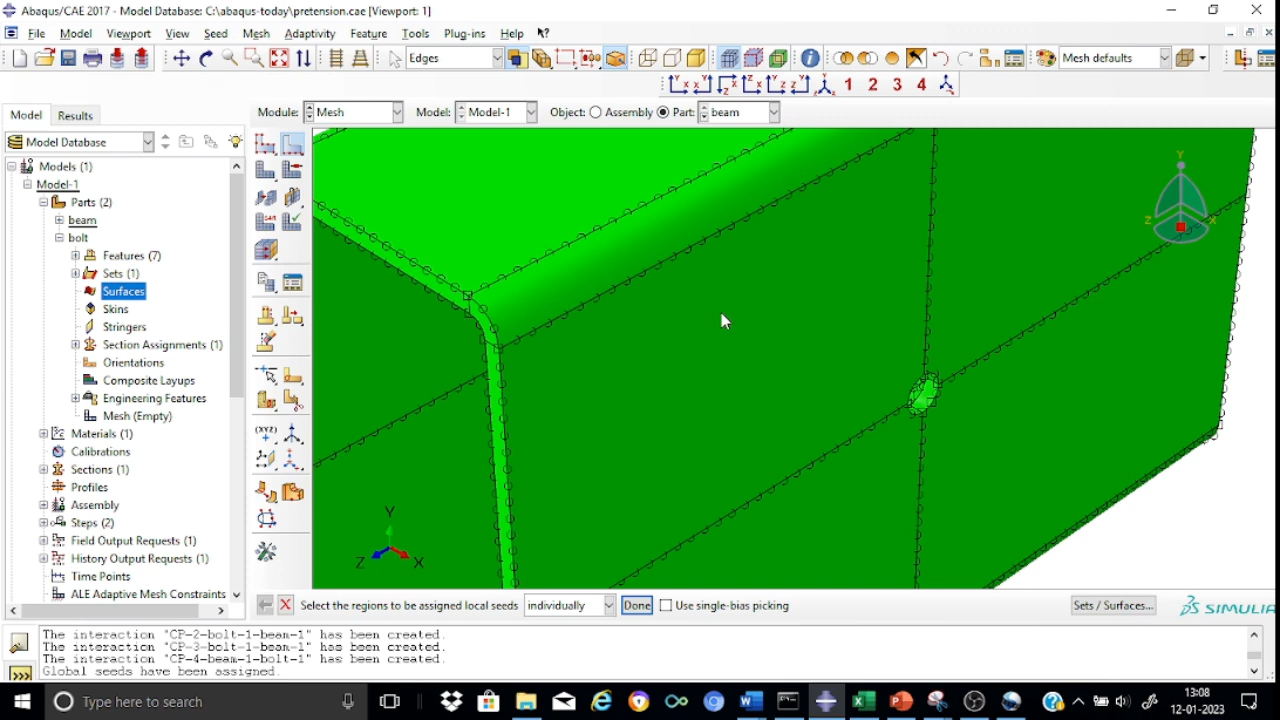 Abaqus/CAE 2017 - Model Database: C:\abaqus-today\pretension.cae [Viewport: 1]
File Model Viewport View Seed Mesh Adaptivity Feature Tools Plug-ins Help
Edges
Mesh defaults
1 2 3 4
Model Results
Module: Mesh Model: Model-1 Object: Assembly Part: beam
Model Database
Models (1)
Model-1
Parts (2)
beam
bolt
Features (7)
Sets (1)
Surfaces
Skins
Stringers
Section Assignments (1)
Orientations
Composite Layups
Engineering Features
Mesh (Empty)
Materials (1)
Calibrations
Sections (1)
Profiles
Assembly
Steps (2)
Field Output Requests (1)
History Output Requests (1)
Time Points
ALE Adaptive Mesh Constraints
(XYZ)
Y
Z X
Y
Z X
Select the regions to be assigned local seeds individually Done Use single-bias picking Sets / Surfaces...
SIMULIA
The interaction "CP-2-bolt-1-beam-1" has been created.
The interaction "CP-3-bolt-1-beam-1" has been created.
The interaction "CP-4-beam-1-bolt-1" has been created.
Global seeds have been assigned.
>>>
Type here to search
13:08
12-01-2023